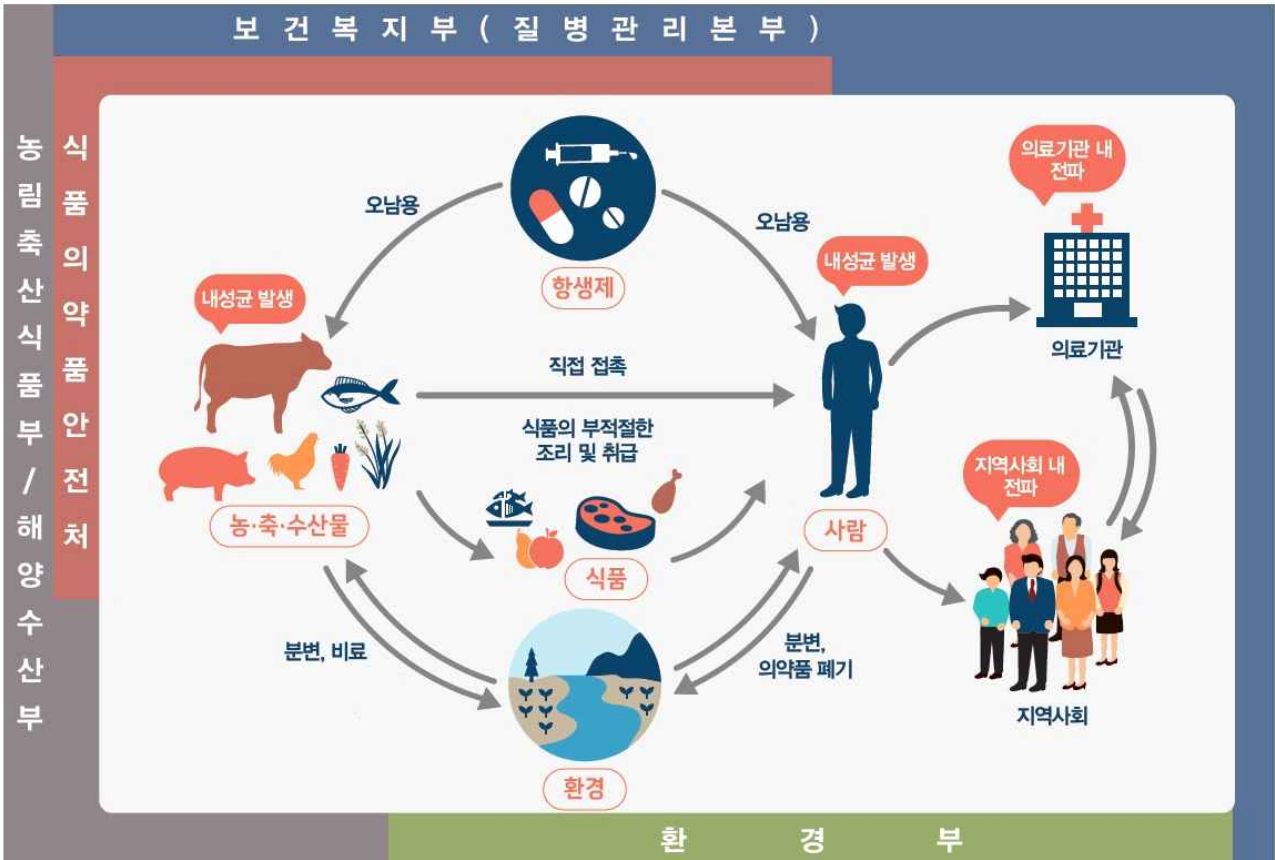 보건복지부(질병관리본부)
농림축산식품부/해양수산부
식품의약품안전처
오남용
오남용
항생제
내성균 발생
내성균 발생
의료기관 내
전파
의료기관
직접 접촉
식품의 부적절한
조리 및 취급
농·축·수산물
식품
사람
지역사회 내
전파
지역사회
분변, 비료
분변,
의약품 폐기
환경
환경부